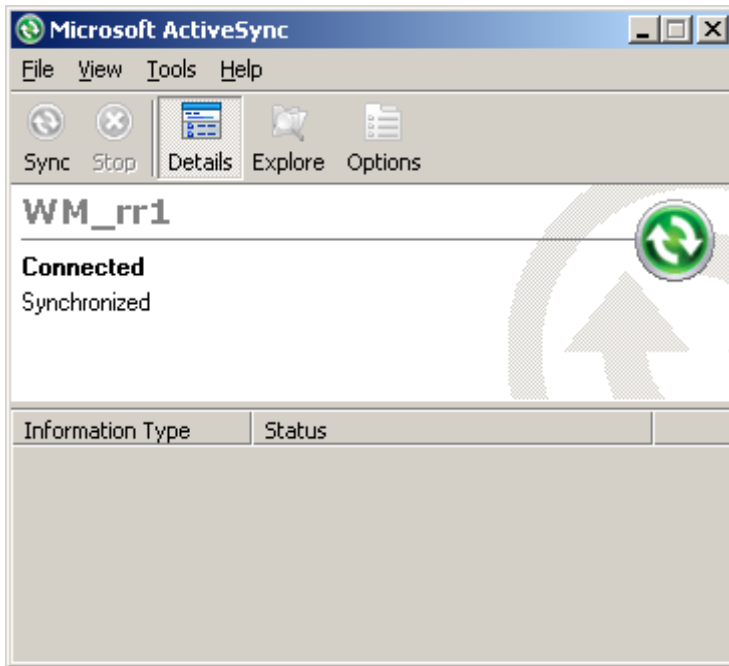 Microsoft ActiveSync
File View Tools Help
Sync Stop Details Explore Options
WM_rr1
Connected
Synchronized
Information Type Status